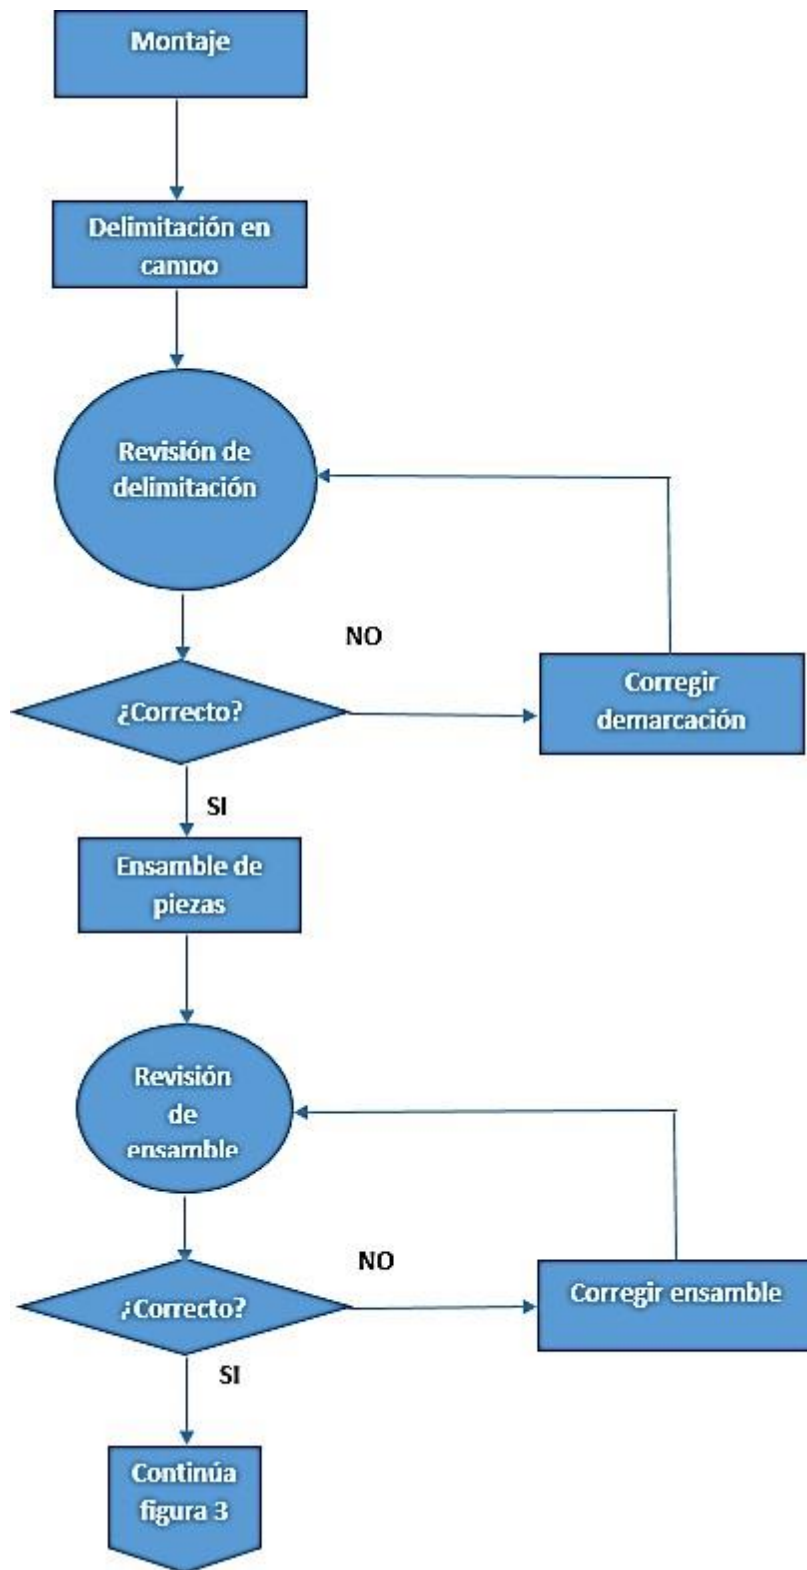 Montaje
Delimitación en
campo
Revisión de
delimitación
NO
¿Correcto?
Corregir
demarcación
SI
Ensamble de
piezas
Revisión
de
ensamble
NO
¿Correcto?
Corregir ensamble
SI
Continúa
figura 3